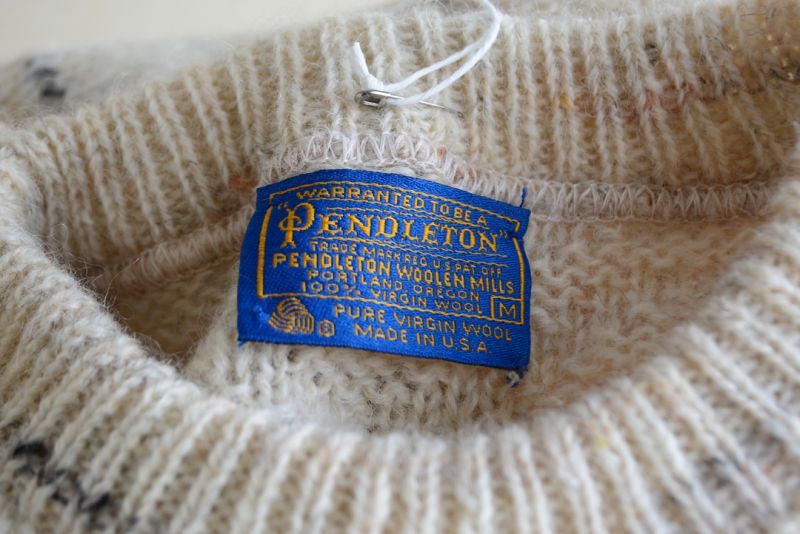 WARRANTED TO BE A
"PENDLETON"
TRADE MARK REG. U.S. PAT. OFF.
PENDLETON WOOLEN MILLS
PORTLAND, OREGON
100% VIRGIN WOOL M
PURE VIRGIN WOOL
MADE IN U.S.A.